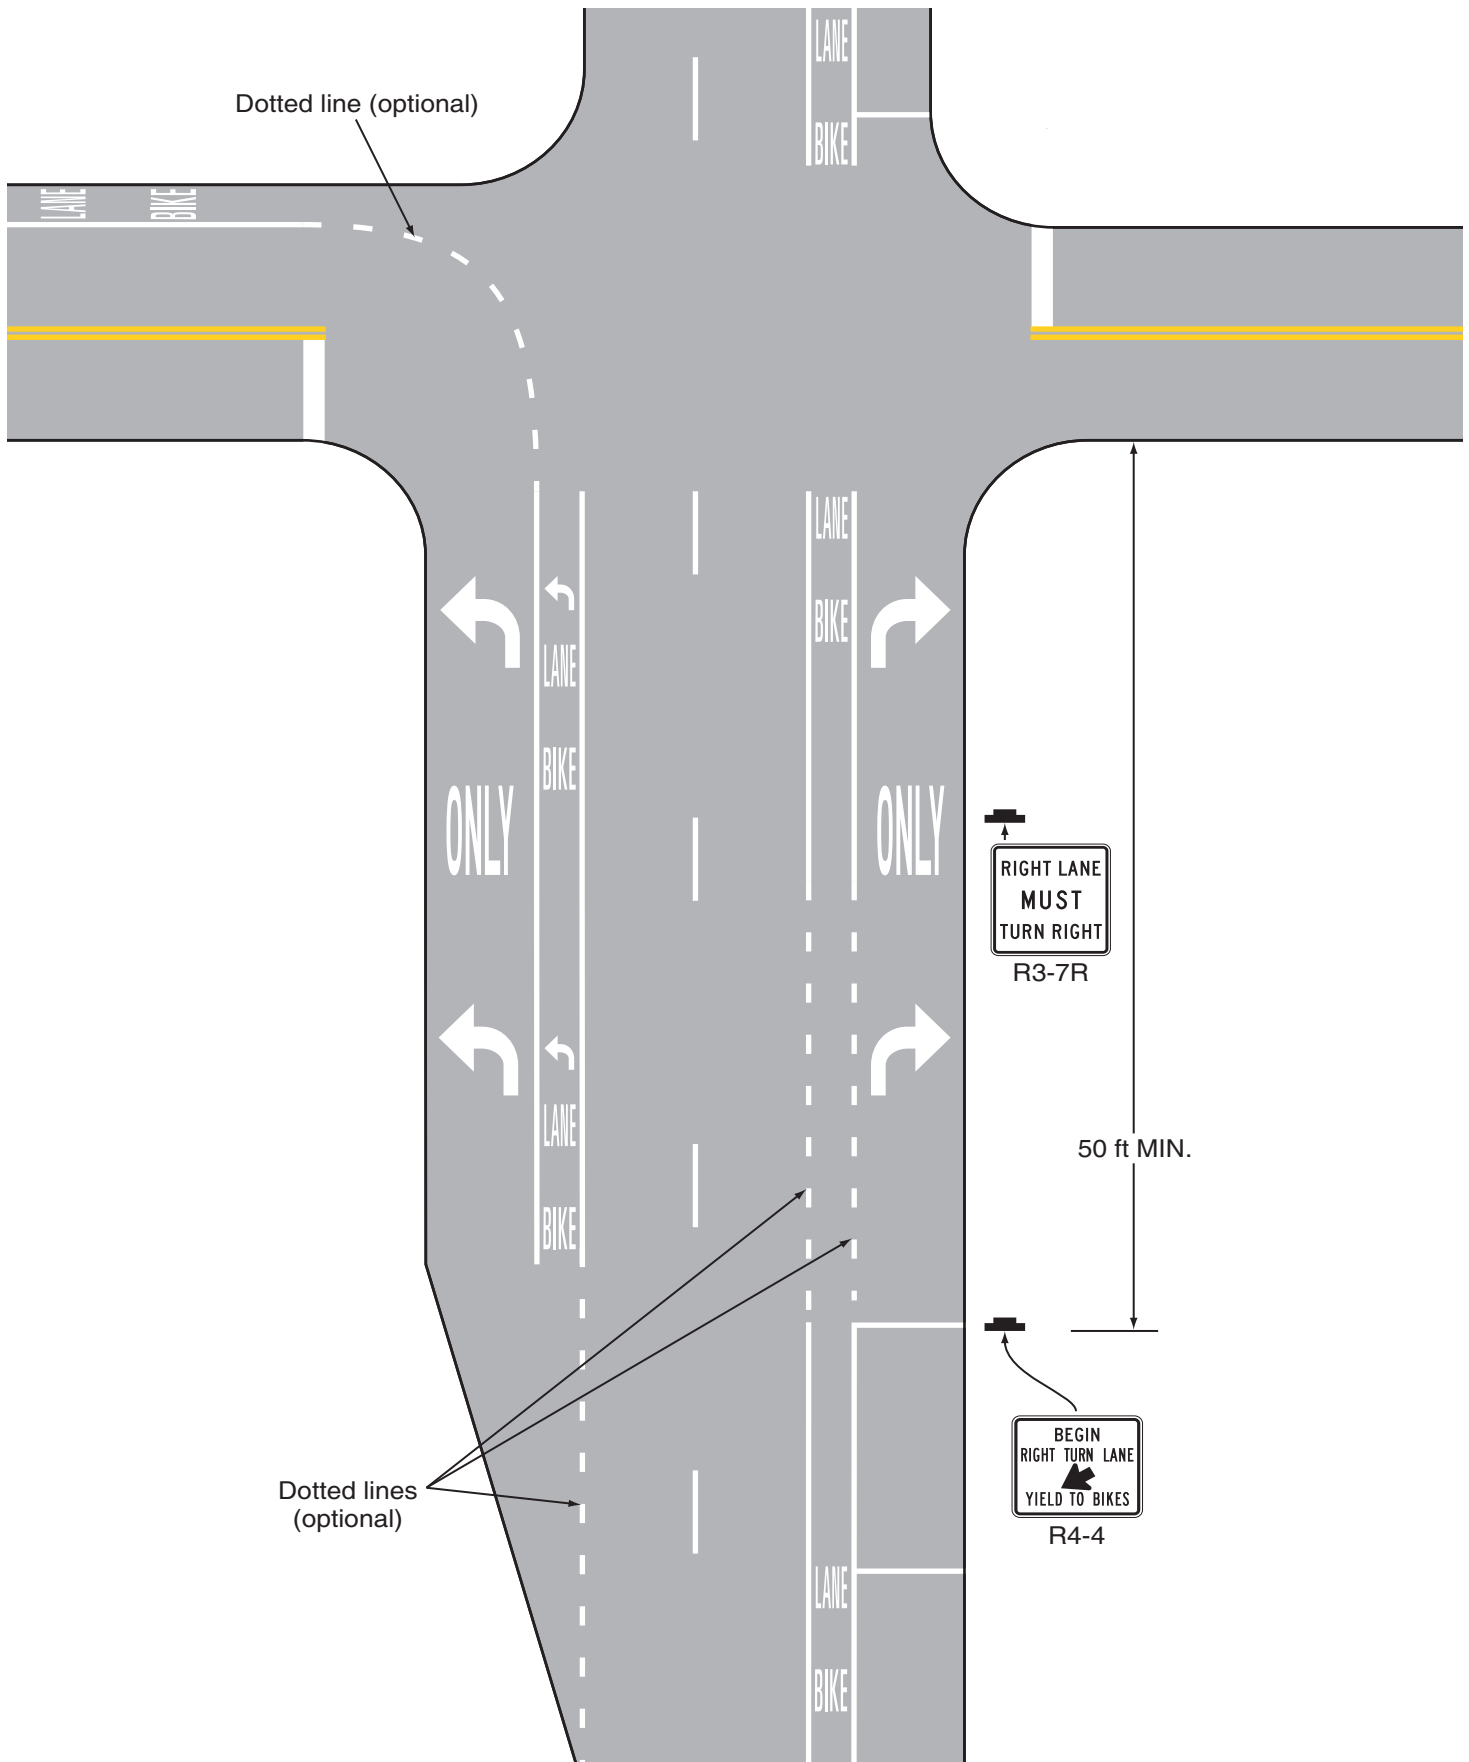 LANE
BIKE
Dotted line (optional)
LANE BIKE
LANE
BIKE
LANE
BIKE
ONLY
ONLY
RIGHT LANE
MUST
TURN RIGHT
R3-7R
LANE
BIKE
50 ft MIN.
BEGIN
RIGHT TURN LANE
YIELD TO BIKES
R4-4
Dotted lines
(optional)
LANE
BIKE